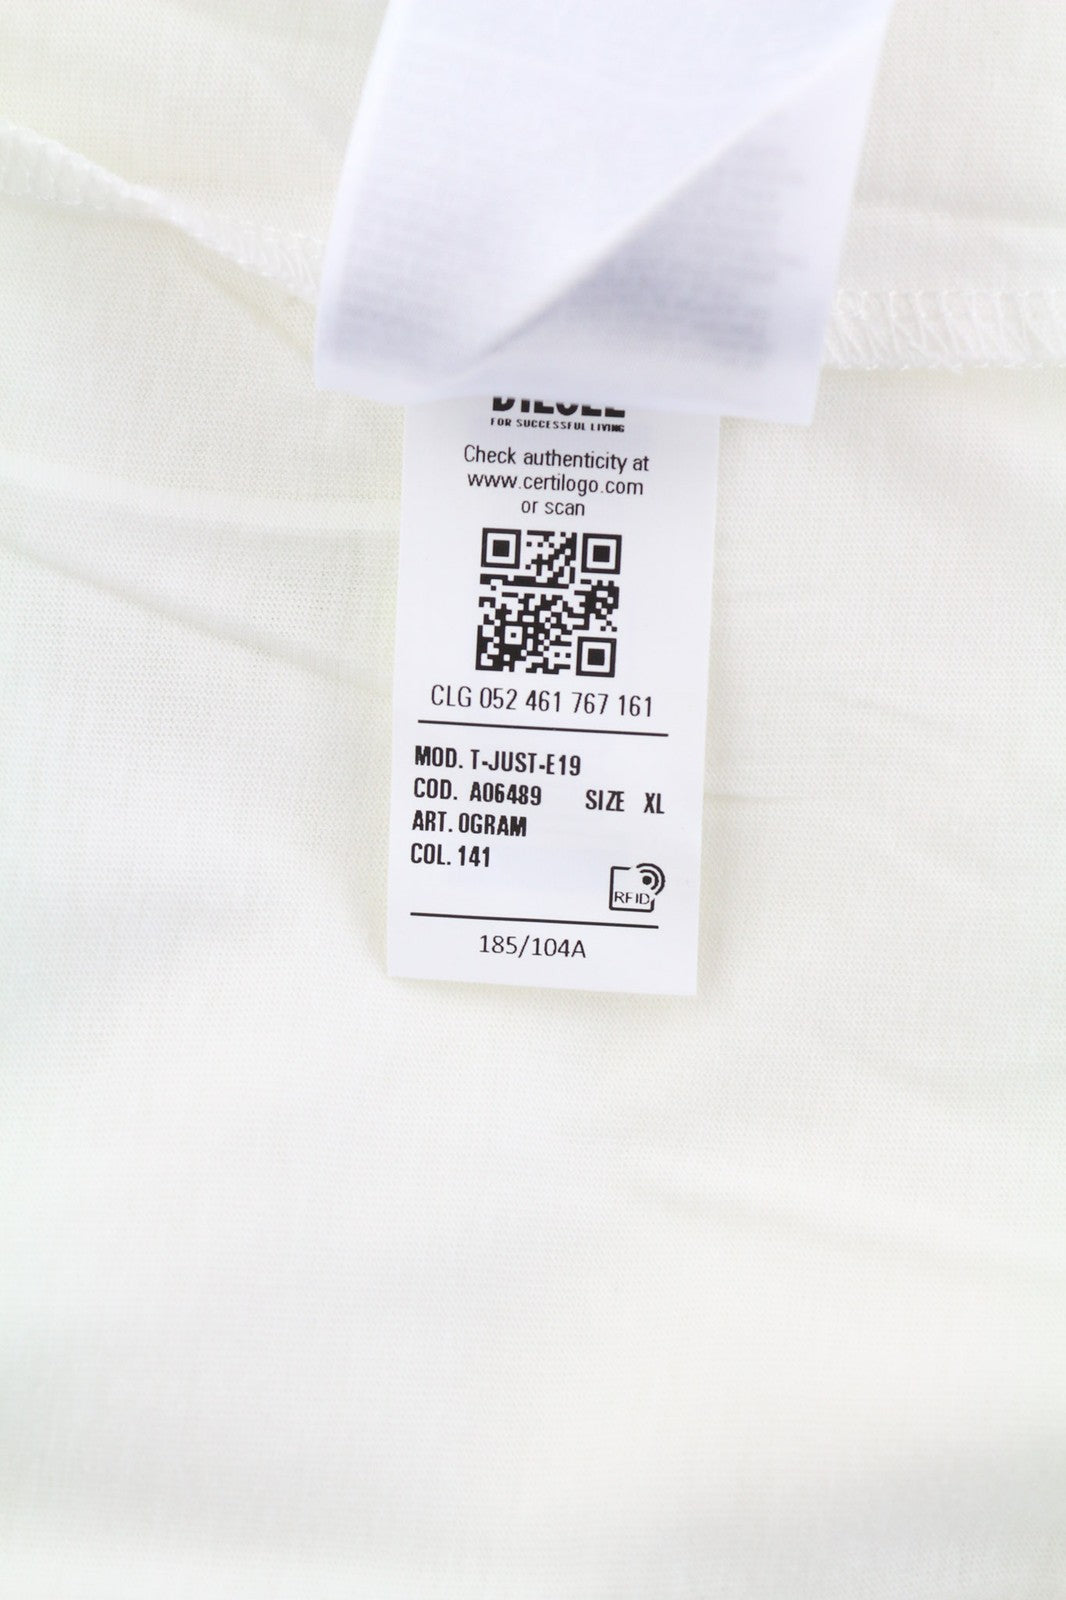 DIESEL
FOR SUCCESSFUL LIVING
Check authenticity at
www.certilogo.com
or scan
CLG 052 461 767 161
MOD. T-JUST-E19
COD. A06489 SIZE XL
ART. 0GRAM
COL. 141
RFID
185/104A